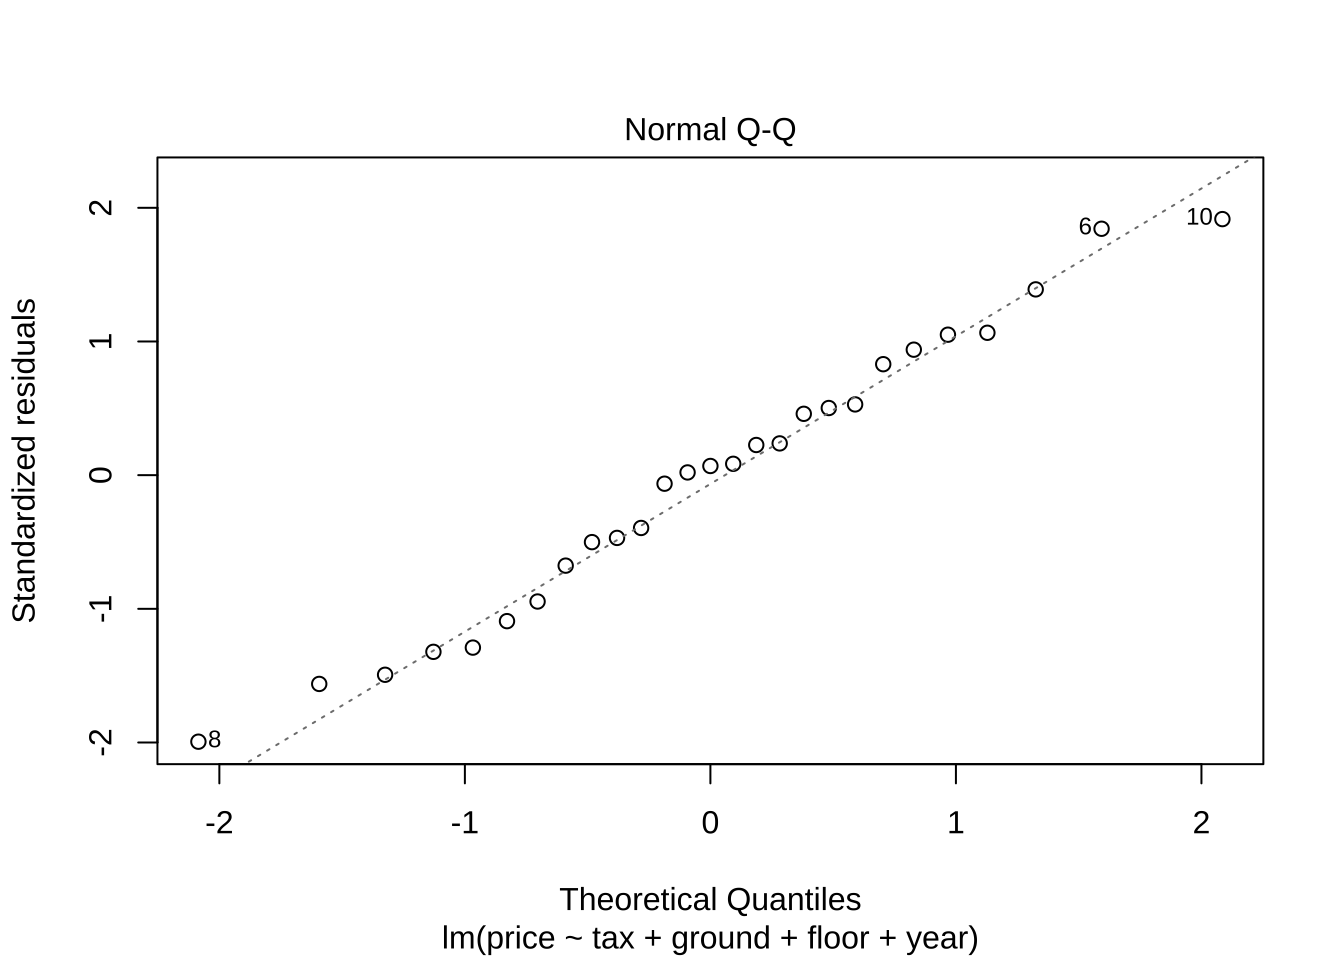 Normal Q-Q
Standardized residuals
2
1
0
-1
-2
6
10
8
-2 -1 0 1 2
Theoretical Quantiles
lm(price ~ tax + ground + floor + year)